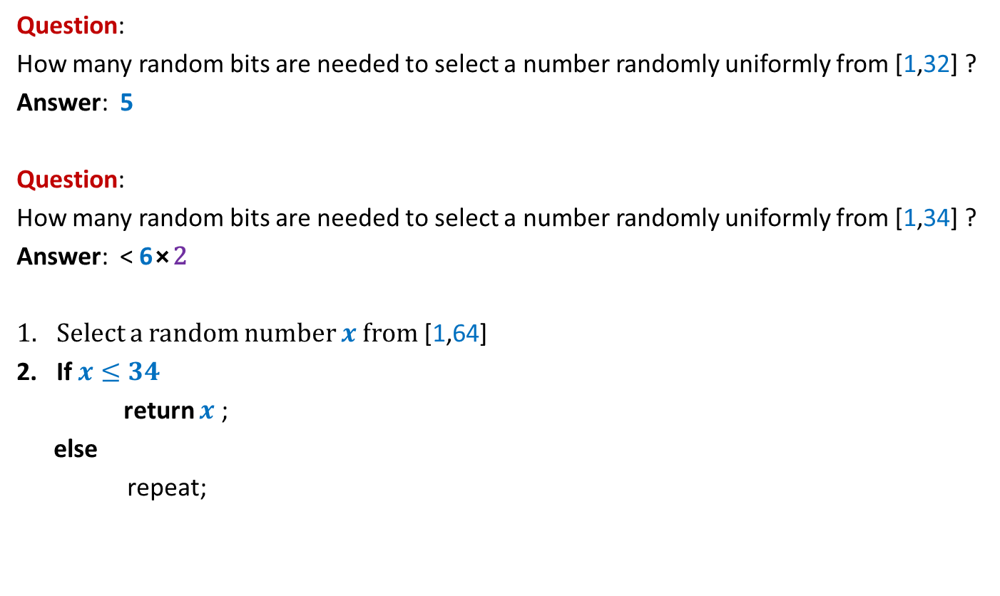 Question:
How many random bits are needed to select a number randomly uniformly from [1,32] ?
Answer: 5
Question:
How many random bits are needed to select a number randomly uniformly from [1,34] ?
Answer: < 6×2
1. Select a random number x from [1,64]
2. If x ≤ 34
return x ;
else
repeat;